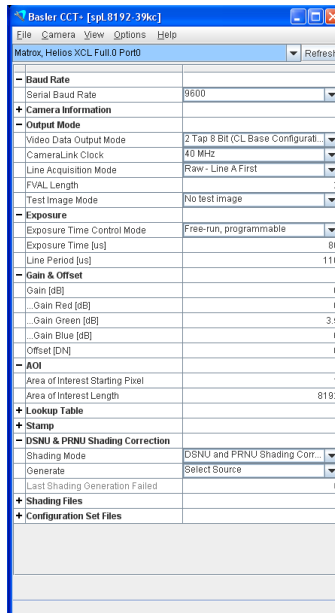 Basler CCT+ [spL8192-39kc]
File Camera View Options Help
Matrox, Helios XCL Full.0 Port0 Refresh
Baud Rate
Serial Baud Rate 9600
Camera Information
Output Mode
Video Data Output Mode 2 Tap 8 Bit (CL Base Configurati...
CameraLink Clock 40 MHz
Line Acquisition Mode Raw - Line A First
FVAL Length
Test Image Mode No test image
Exposure
Exposure Time Control Mode Free-run, programmable
Exposure Time [us]
Line Period [us]
Gain & Offset
Gain [dB]
...Gain Red [dB]
...Gain Green [dB]
...Gain Blue [dB]
Offset [DN]
AOI
Area of Interest Starting Pixel
Area of Interest Length 8192
Lookup Table
Stamp
DSNU & PRNU Shading Correction
Shading Mode DSNU and PRNU Shading Corr...
Generate Select Source
Last Shading Generation Failed
Shading Files
Configuration Set Files